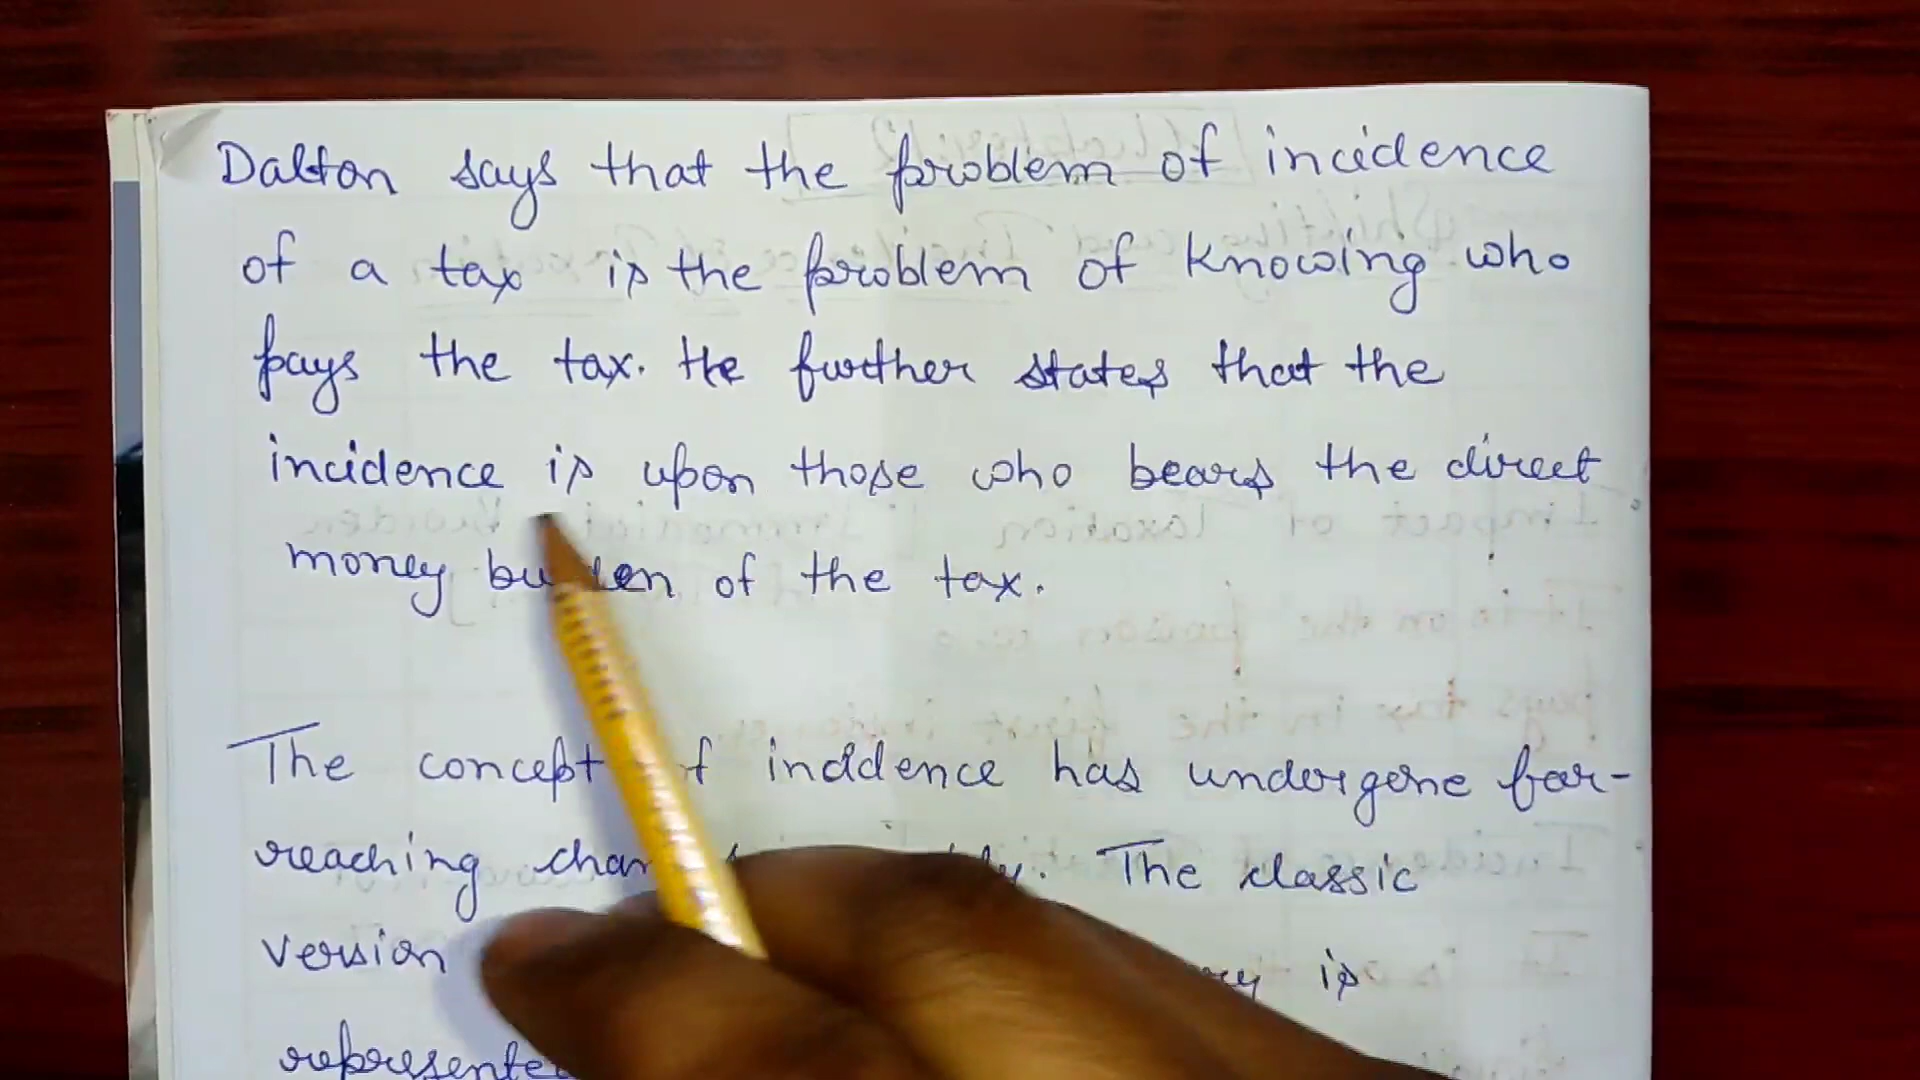 Dalton says that the problem of incidence
of a tax is the problem of knowing who
pays the tax. He further states that the
incidence is upon those who bears the direct
money burden of the tax.
The concept of incidence has undergone far-
reaching The classic
version is